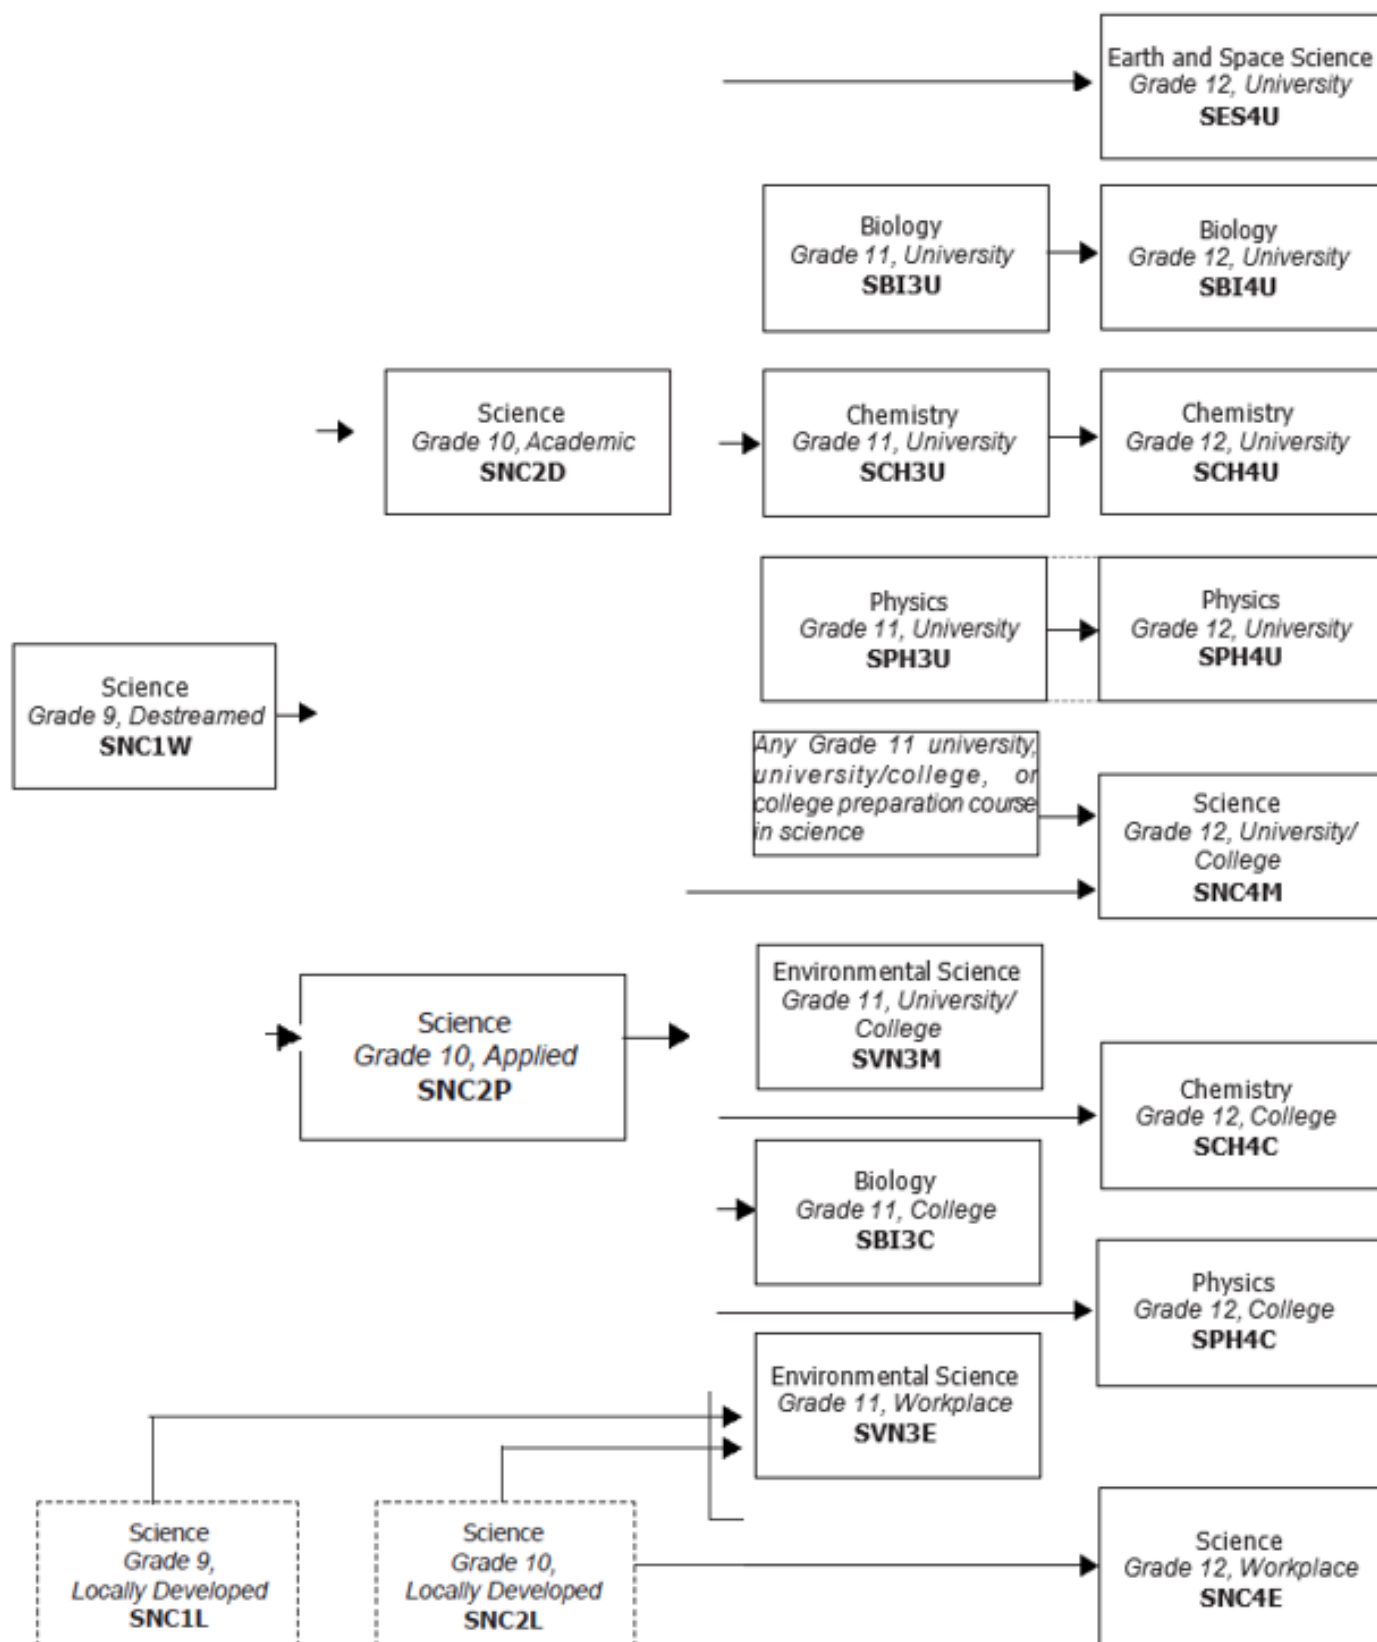 Earth and Space Science
Grade 12, University
SES4U
Biology
Grade 11, University
SBI3U
Biology
Grade 12, University
SBI4U
Science
Grade 10, Academic
SNC2D
Chemistry
Grade 11, University
SCH3U
Chemistry
Grade 12, University
SCH4U
Physics
Grade 11, University
SPH3U
Physics
Grade 12, University
SPH4U
Science
Grade 9, Destreamed
SNC1W
Any Grade 11 university,
university/college, or
college preparation course
in science
Science
Grade 12, University/
College
SNC4M
Science
Grade 10, Applied
SNC2P
Environmental Science
Grade 11, University/
College
SVN3M
Chemistry
Grade 12, College
SCH4C
Biology
Grade 11, College
SBI3C
Physics
Grade 12, College
SPH4C
Environmental Science
Grade 11, Workplace
SVN3E
Science
Grade 9,
Locally Developed
SNC1L
Science
Grade 10,
Locally Developed
SNC2L
Science
Grade 12, Workplace
SNC4E